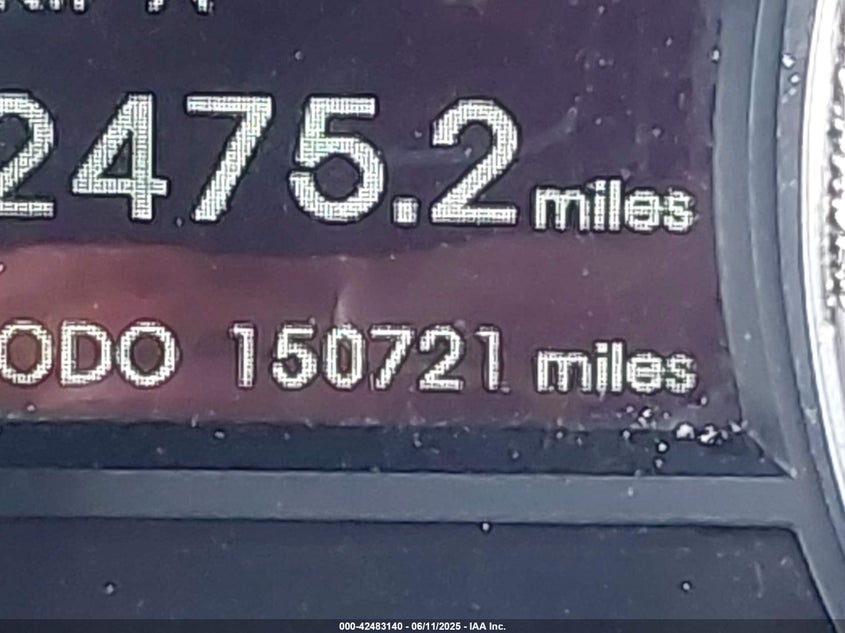 2475.2 miles
ODO 150721 miles
000-42483140 - 06/11/2025 - IAA Inc.